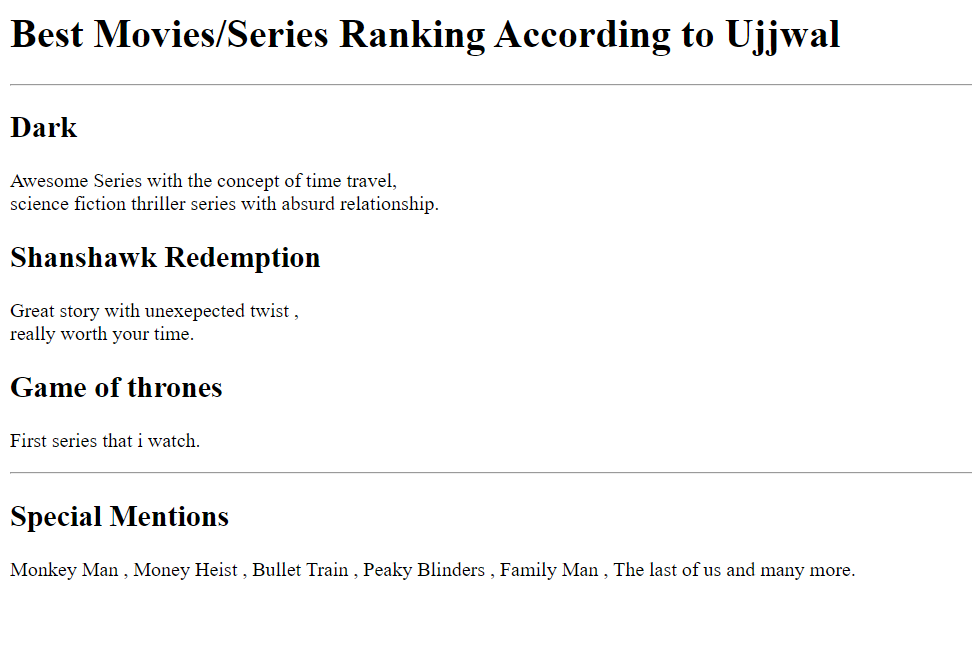 Best Movies/Series Ranking According to Ujjwal
Dark
Awesome Series with the concept of time travel,
science fiction thriller series with absurd relationship.
Shanshawk Redemption
Great story with unexepected twist ,
really worth your time.
Game of thrones
First series that i watch.
Special Mentions
Monkey Man , Money Heist , Bullet Train , Peaky Blinders , Family Man , The last of us and many more.